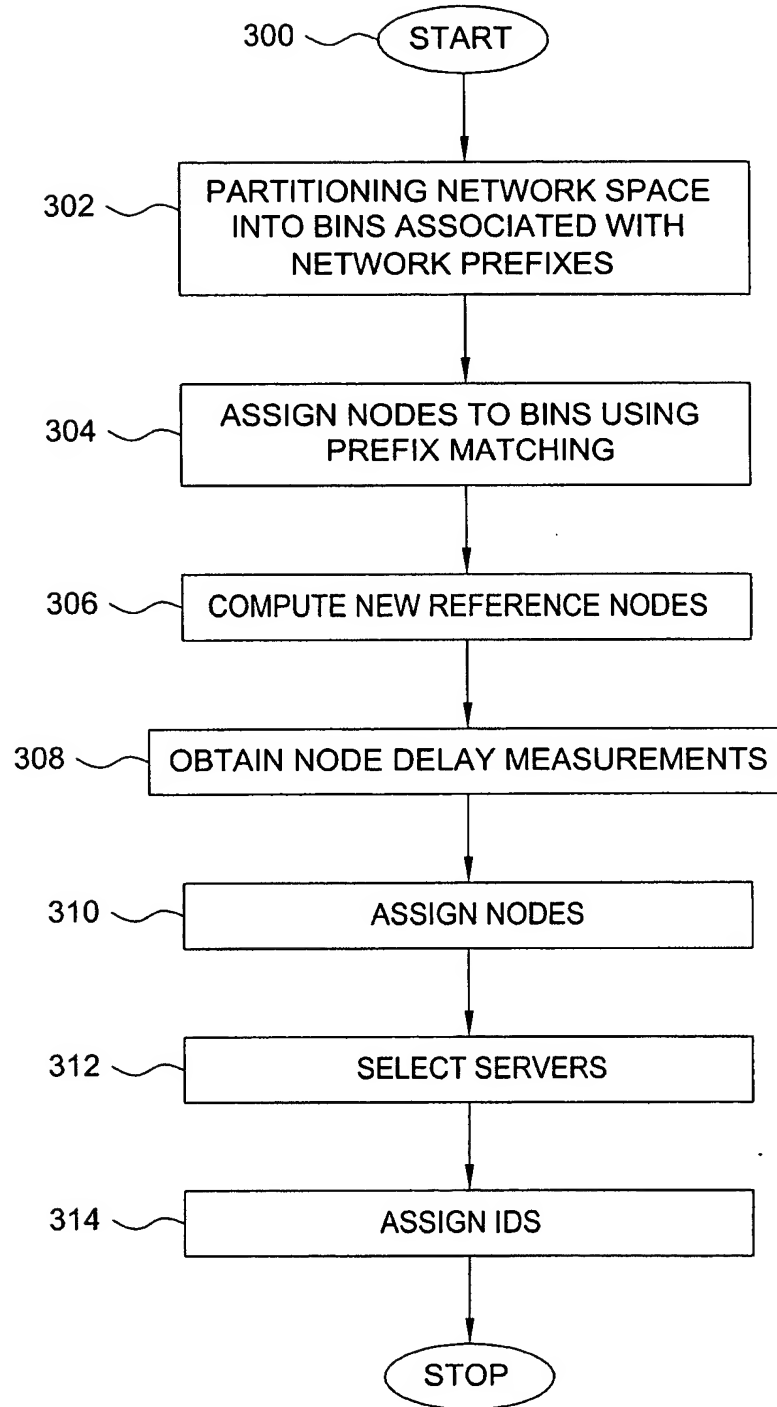 300
START
302
PARTITIONING NETWORK SPACE
INTO BINS ASSOCIATED WITH
NETWORK PREFIXES
304
ASSIGN NODES TO BINS USING
PREFIX MATCHING
306
COMPUTE NEW REFERENCE NODES
308
OBTAIN NODE DELAY MEASUREMENTS
310
ASSIGN NODES
312
SELECT SERVERS
314
ASSIGN IDS
STOP